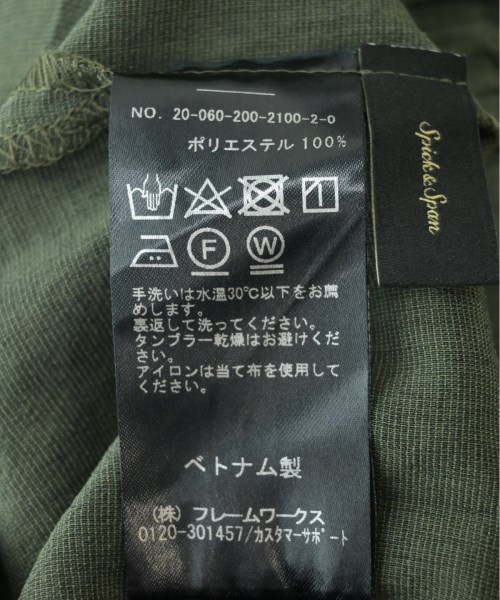 NO. 20-060-200-2100-2-0
ポリエステル 100%
F
W
手洗いは水温30℃以下をお薦
めします。
裏返して洗ってください。
タンブラー乾燥はお避けくださ
い。
アイロンは当て布を使用して
ください。
ベトナム製
(株) フレームワークス
0120-301457/カスタマーサポート
Spick & Span